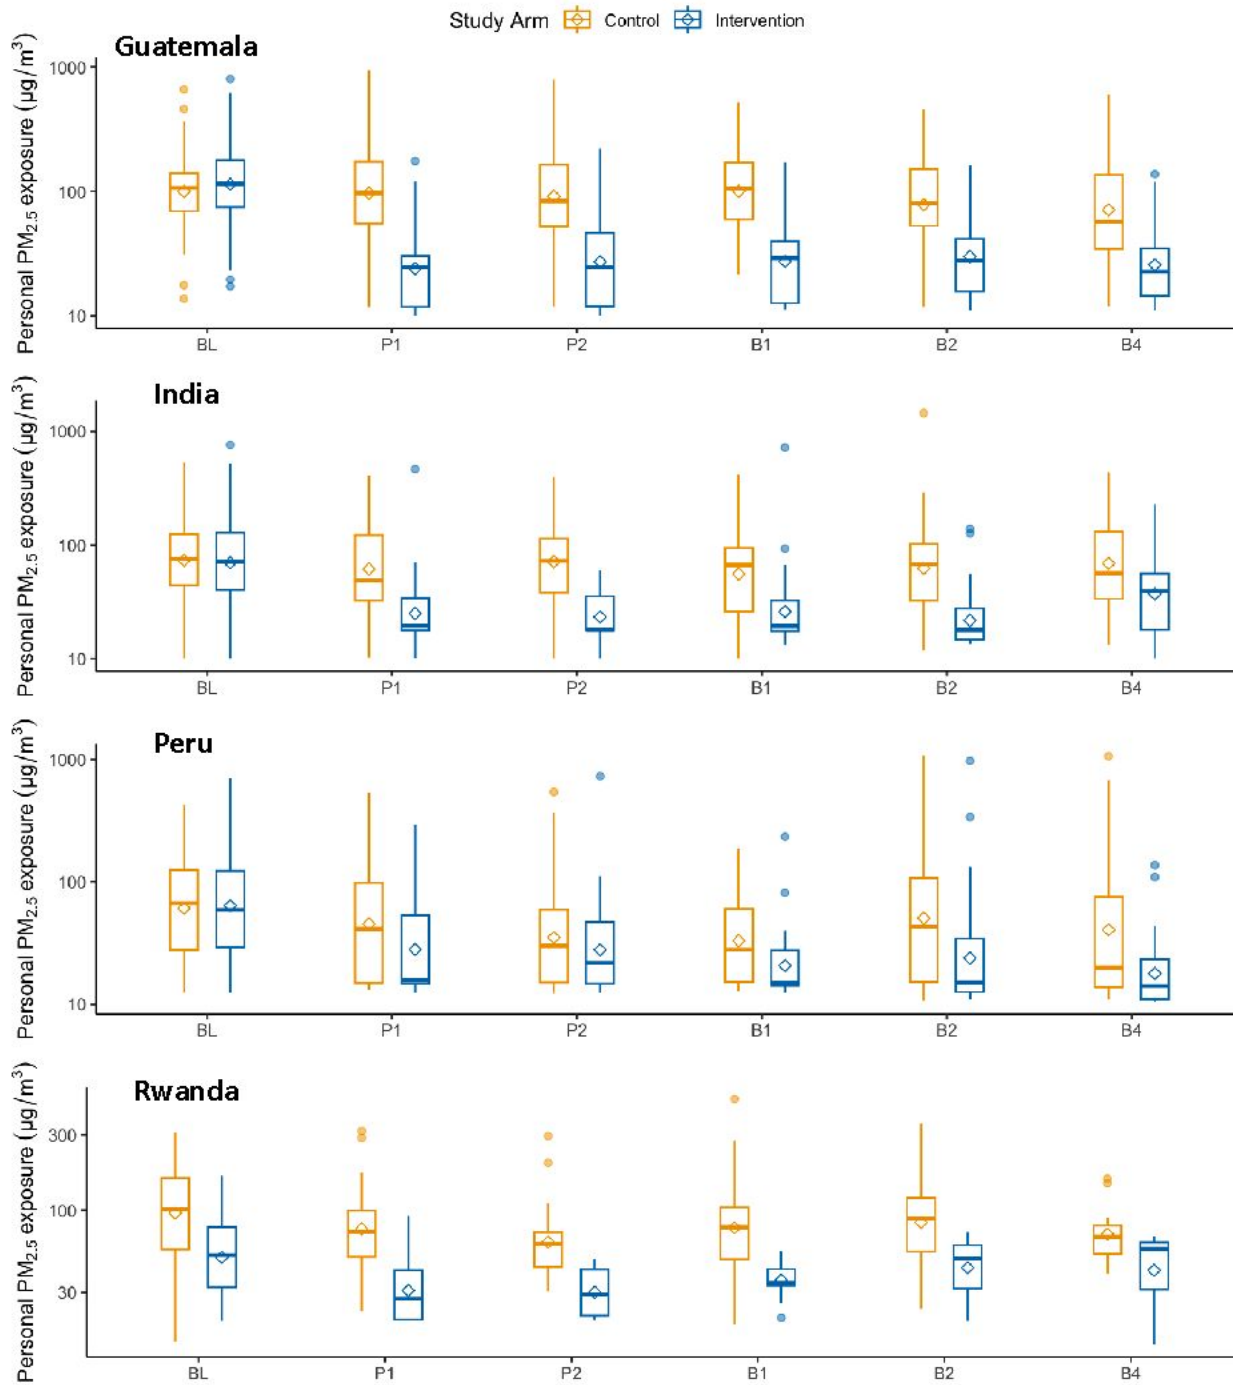 Study Arm Control Intervention
Guatemala
Personal PM2.5 exposure (µg/m³)
1000
100
10
BL P1 P2 B1 B2 B4
India
Personal PM2.5 exposure (µg/m³)
1000
100
10
BL P1 P2 B1 B2 B4
Peru
Personal PM2.5 exposure (µg/m³)
1000
100
10
BL P1 P2 B1 B2 B4
Rwanda
Personal PM2.5 exposure (µg/m³)
300
100
30
BL P1 P2 B1 B2 B4